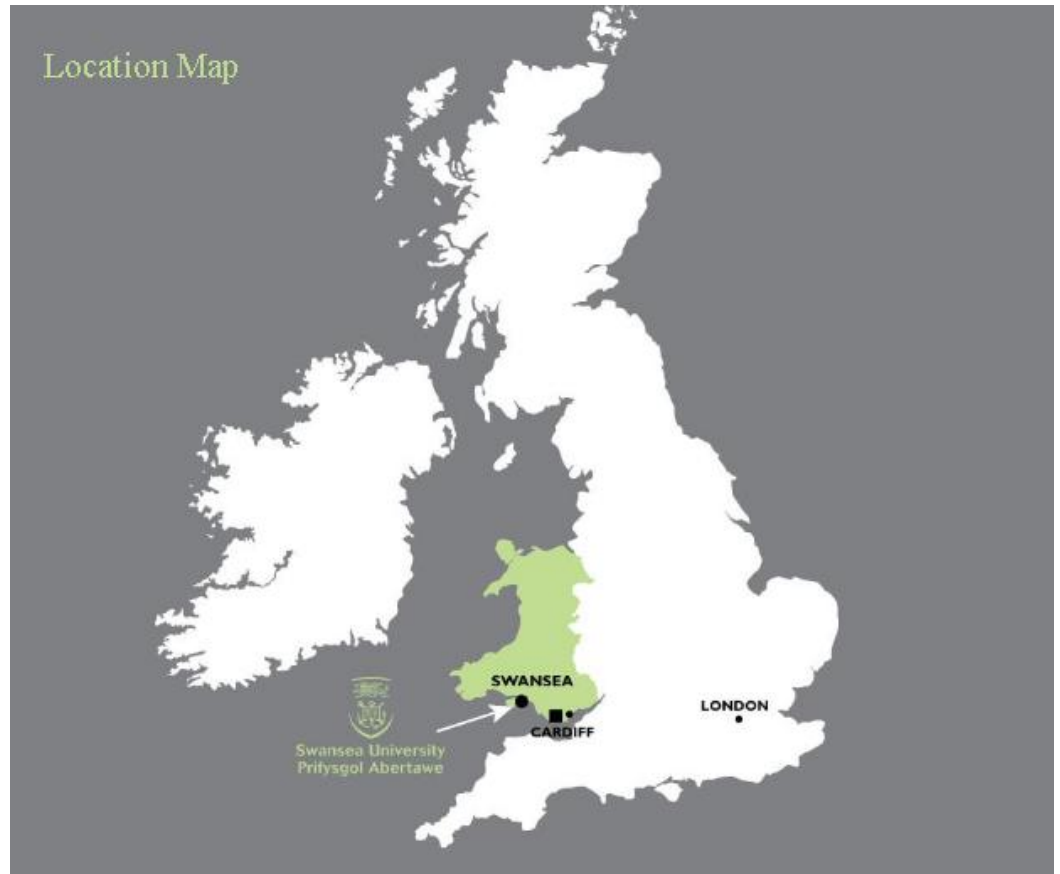 Location Map
SWANSEA
LONDON
CARDIFF
Swansea University
Prifysgol Abertawe